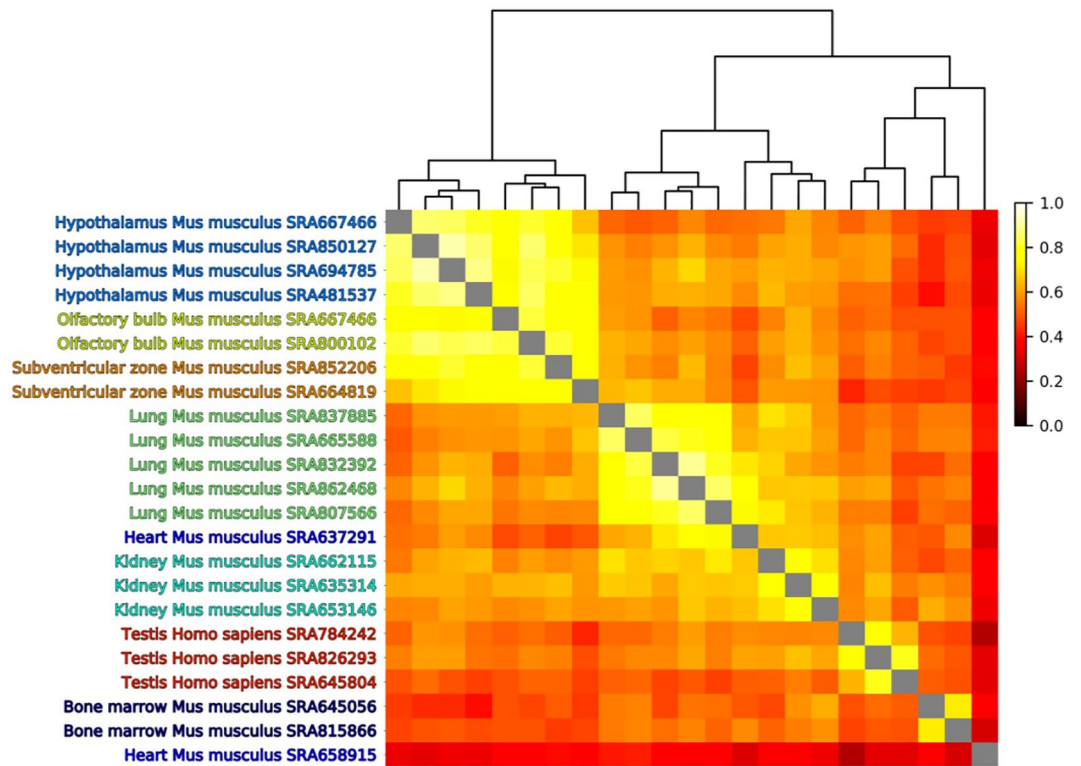 Hypothalamus Mus musculus SRA667466
Hypothalamus Mus musculus SRA850127
Hypothalamus Mus musculus SRA694785
Hypothalamus Mus musculus SRA481537
Olfactory bulb Mus musculus SRA667466
Olfactory bulb Mus musculus SRA800102
Subventricular zone Mus musculus SRA852206
Subventricular zone Mus musculus SRA664819
Lung Mus musculus SRA837885
Lung Mus musculus SRA665588
Lung Mus musculus SRA832392
Lung Mus musculus SRA862468
Lung Mus musculus SRA807566
Heart Mus musculus SRA637291
Kidney Mus musculus SRA662115
Kidney Mus musculus SRA635314
Kidney Mus musculus SRA653146
Testis Homo sapiens SRA784242
Testis Homo sapiens SRA826293
Testis Homo sapiens SRA645804
Bone marrow Mus musculus SRA645056
Bone marrow Mus musculus SRA815866
Heart Mus musculus SRA658915
1.0
0.8
0.6
0.4
0.2
0.0